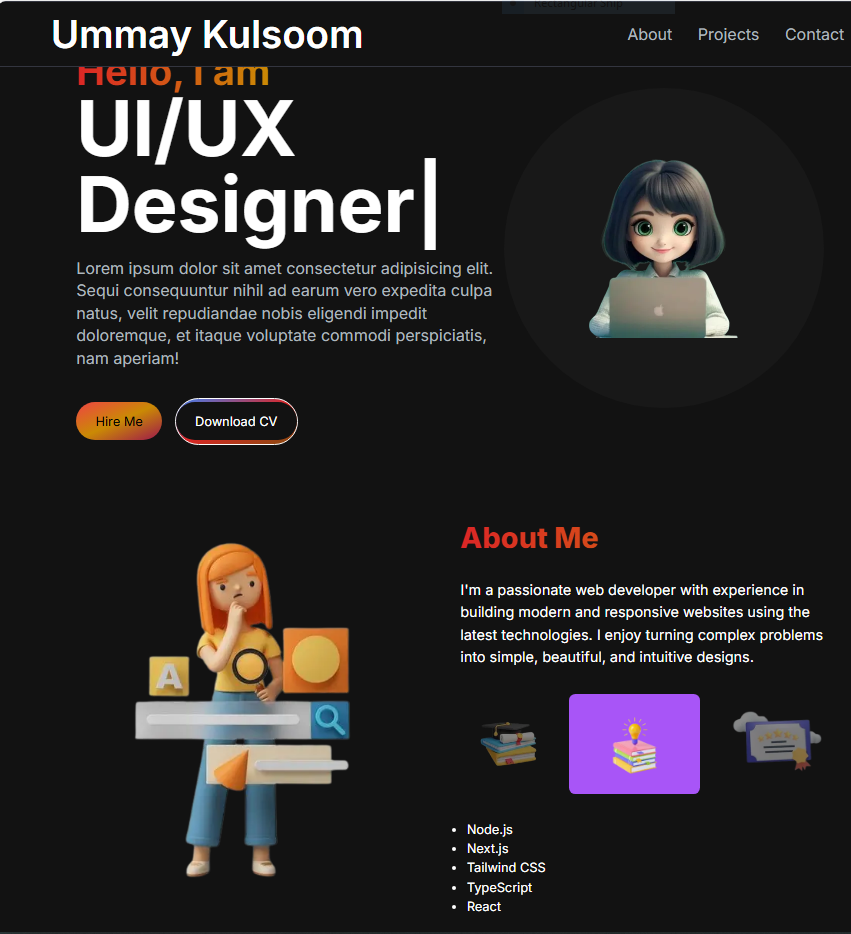 Rectangular Snip
Ummay Kulsoom
About Projects Contact
Hello, I am
UI/UX
Designer
Lorem ipsum dolor sit amet consectetur adipisicing elit.
Sequi consequuntur nihil ad earum vero expedita culpa
natus, velit repudiandae nobis eligendi impedit
doloremque, et itaque voluptate commodi perspiciatis,
nam aperiam!
Hire Me Download CV
About Me
I'm a passionate web developer with experience in
building modern and responsive websites using the
latest technologies. I enjoy turning complex problems
into simple, beautiful, and intuitive designs.
A
• Node.js
• Next.js
• Tailwind CSS
• TypeScript
• React